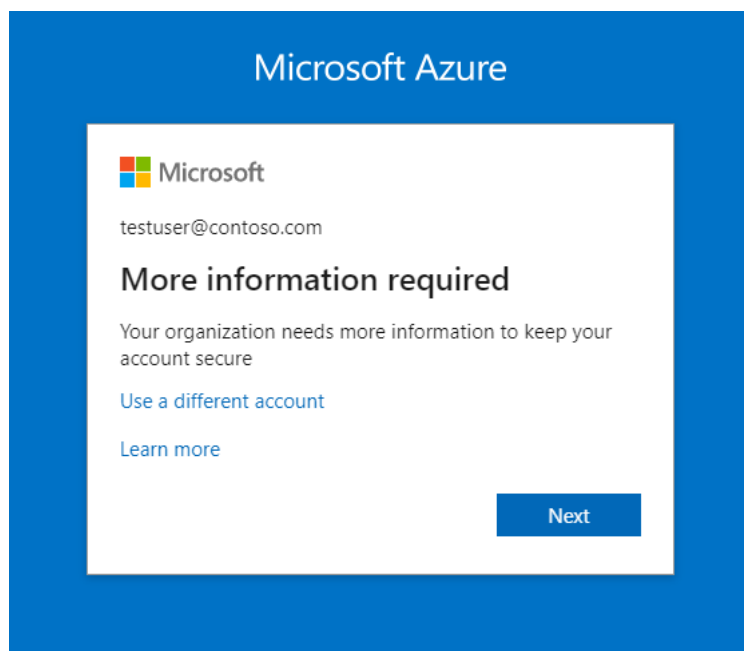 Microsoft Azure
Microsoft
testuser@contoso.com
More information required
Your organization needs more information to keep your
account secure
Use a different account
Learn more
Next